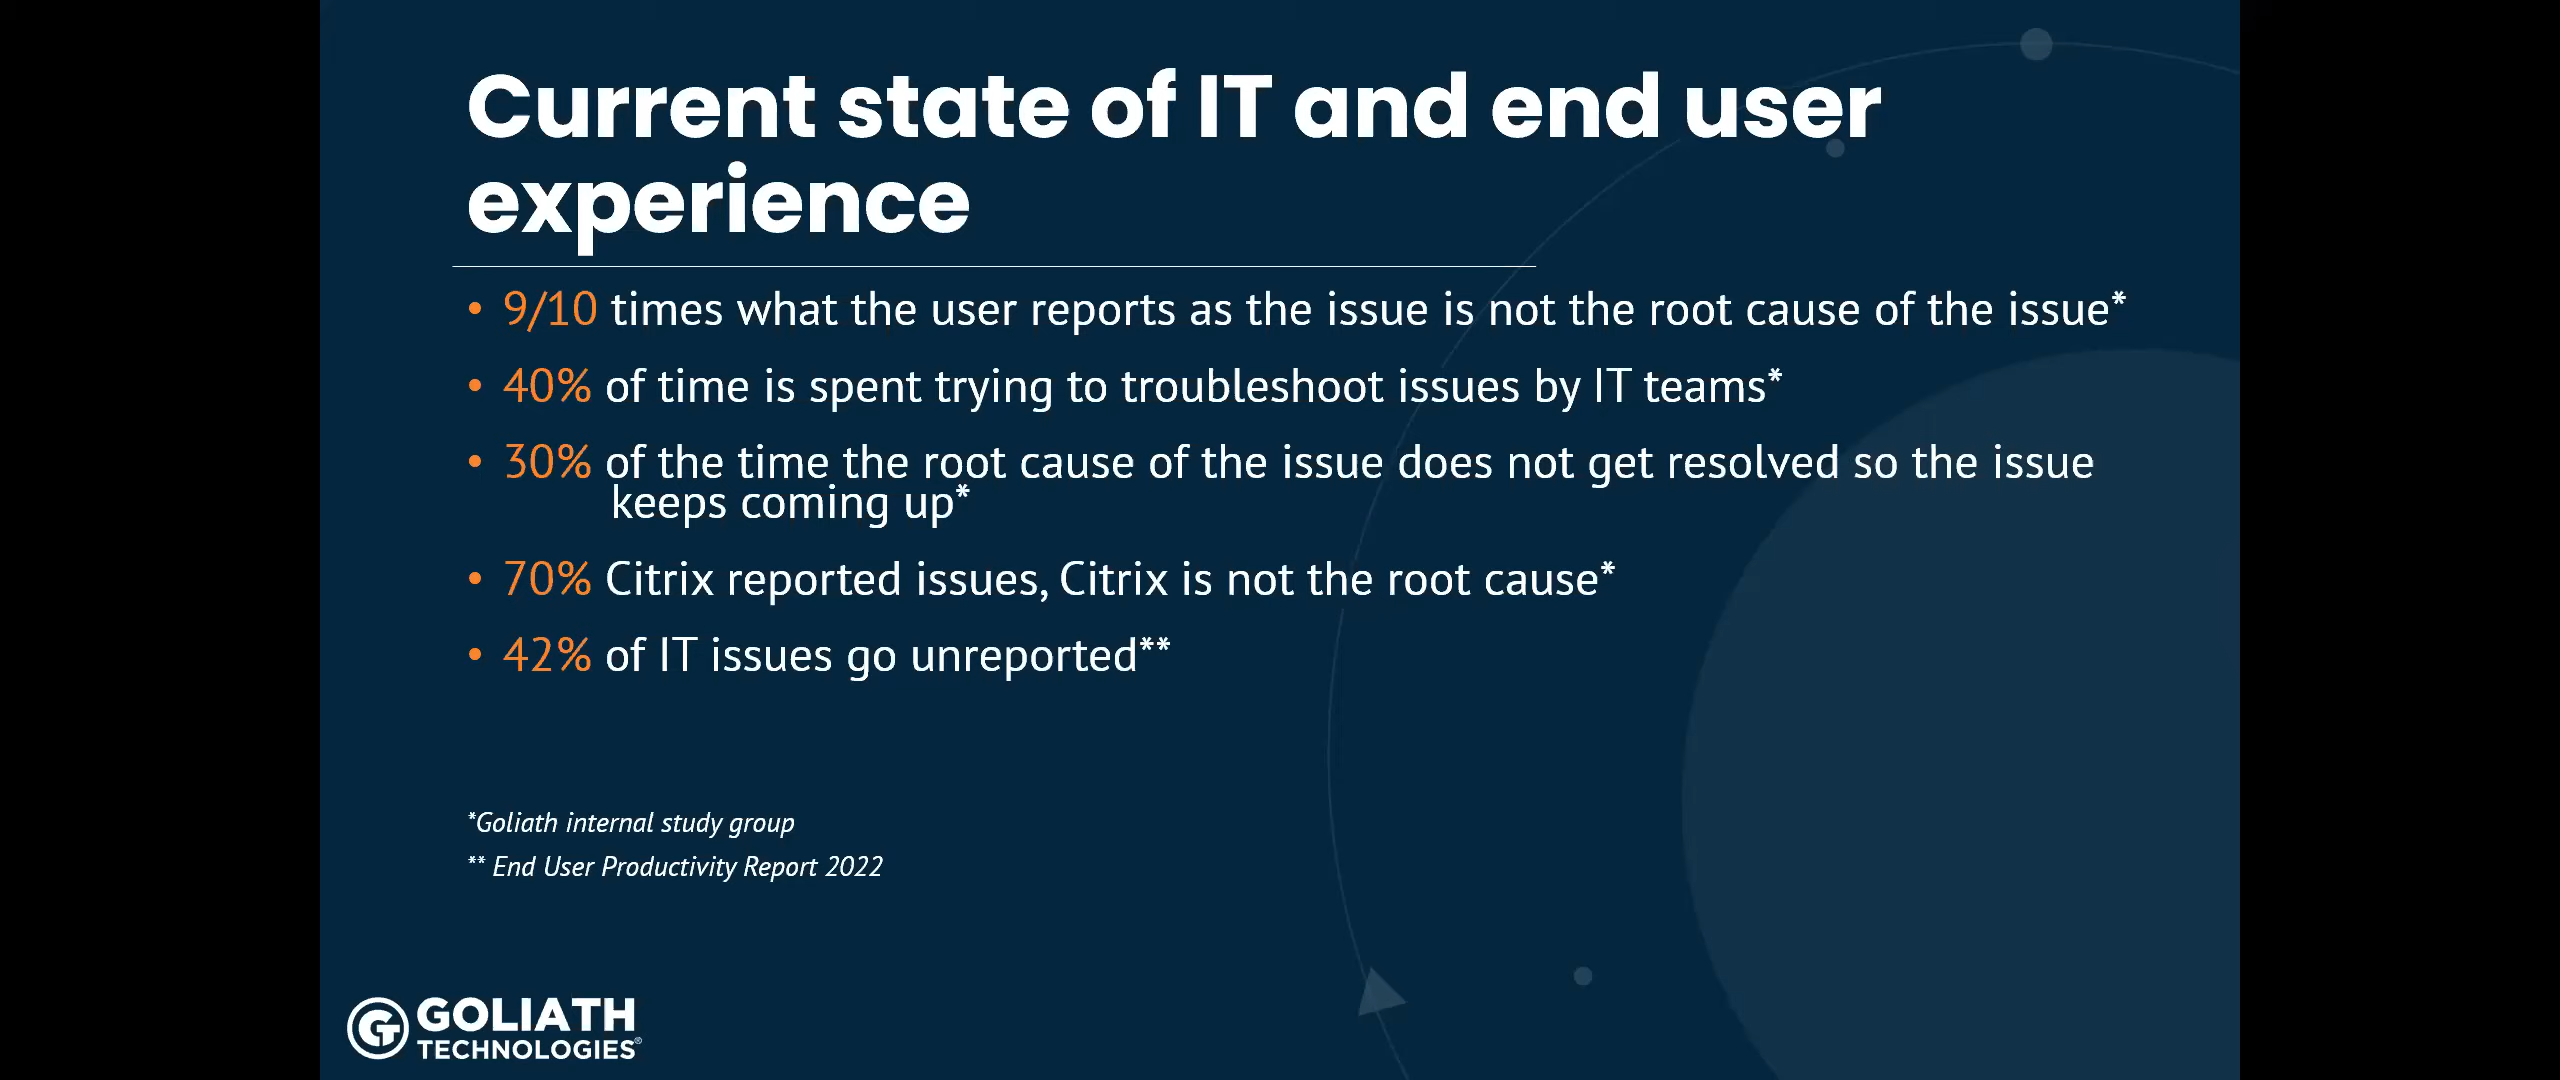 Current state of IT and end user
experience
• 9/10 times what the user reports as the issue is not the root cause of the issue*
• 40% of time is spent trying to troubleshoot issues by IT teams*
• 30% of the time the root cause of the issue does not get resolved so the issue
keeps coming up*
• 70% Citrix reported issues, Citrix is not the root cause*
• 42% of IT issues go unreported**
*Goliath internal study group
** End User Productivity Report 2022
GOLIATH
TECHNOLOGIES®